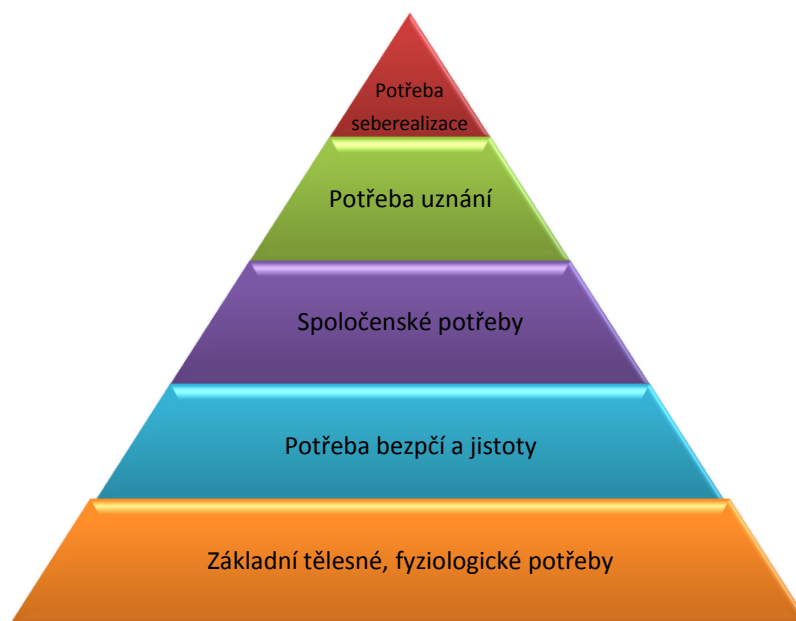 Potřeba
seberealizace
Potřeba uznání
Spoločenské potřeby
Potřeba bezpčí a jistoty
Základní tělesné, fyziologické potřeby